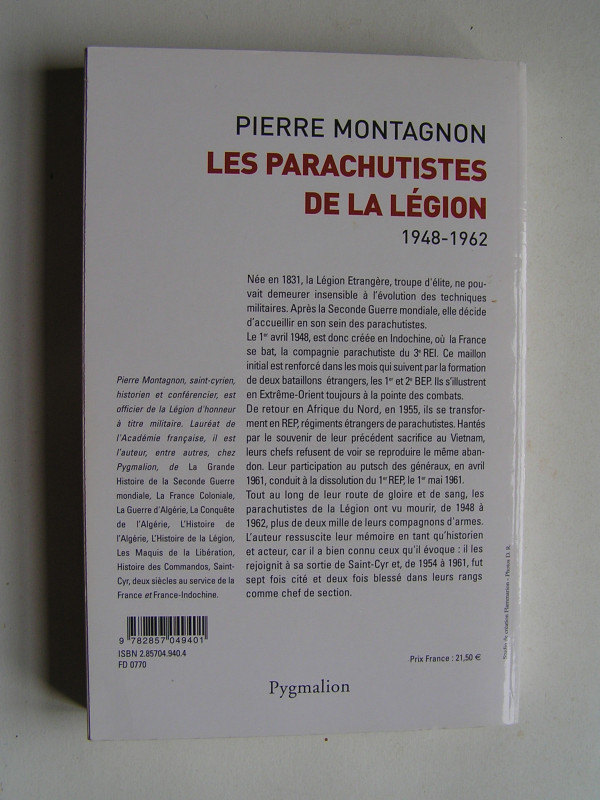 PIERRE MONTAGNON
LES PARACHUTISTES
DE LA LÉGION
1948-1962
Née en 1831, la Légion Etrangère, troupe d'élite, ne pou-
vait demeurer insensible à l'évolution des techniques
militaires. Après la Seconde Guerre mondiale, elle décide
d'accueillir en son sein des parachutistes.
Le 1er avril 1948, est donc créée en Indochine, où la France
se bat, la compagnie parachutiste du 3e REI. Ce maillon
initial est renforcé dans les mois qui suivent par la formation
de deux bataillons étrangers, les 1er et 2e BEP. Ils s'illustrent
en Extrême-Orient toujours à la pointe des combats.
De retour en Afrique du Nord, en 1955, ils se transfor-
ment en REP, régiments étrangers de parachutistes. Hantés
par le souvenir de leur précédent sacrifice au Vietnam,
leurs chefs refusent de voir se reproduire le même aban-
don. Leur participation au putsch des généraux, en avril
1961, conduit à la dissolution du 1er REP, le 1er mai 1961.
Tout au long de leur route de gloire et de sang, les
parachutistes de la Légion ont vu mourir, de 1948 à
1962, plus de deux mille de leurs compagnons d'armes.
L'auteur ressuscite leur mémoire en tant qu'historien
et acteur, car il a bien connu ceux qu'il évoque : il les
rejoignit à sa sortie de Saint-Cyr et, de 1954 à 1961, fut
sept fois cité et deux fois blessé dans leurs rangs
comme chef de section.
Pierre Montagnon, saint-cyrien,
historien et conférencier, est
officier de la Légion d'honneur
à titre militaire. Lauréat de
l'Académie française, il est
l'auteur, entre autres, chez
Pygmalion, de La Grande
Histoire de la Seconde Guerre
mondiale, La France Coloniale,
La Guerre d'Algérie, La Conquête
de l'Algérie, L'Histoire de
l'Algérie, L'Histoire de la Légion,
Les Maquis de la Libération,
Histoire des Commandos, Saint-
Cyr, deux siècles au service de la
France et France-Indochine.
Studio de création Flammarion - Photos D. R.
9 782857 049401
ISBN 2.85704.940.4
FD 0770
Prix France : 21,50 €
Pygmalion